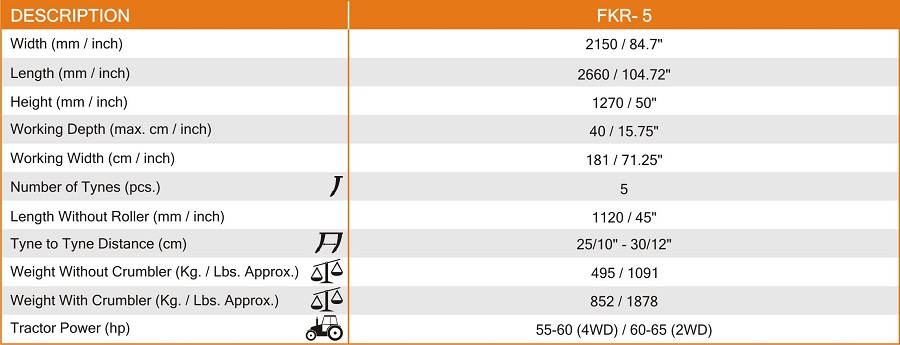 DESCRIPTION FKR- 5
Width (mm / inch) 2150 / 84.7"
Length (mm / inch) 2660 / 104.72"
Height (mm / inch) 1270 / 50"
Working Depth (max. cm / inch) 40 / 15.75"
Working Width (cm / inch) 181 / 71.25"
Number of Tynes (pcs.) 5
Length Without Roller (mm / inch) 1120 / 45"
Tyne to Tyne Distance (cm) 25/10" - 30/12"
Weight Without Crumbler (Kg. / Lbs. Approx.) 495 / 1091
Weight With Crumbler (Kg. / Lbs. Approx.) 852 / 1878
Tractor Power (hp) 55-60 (4WD) / 60-65 (2WD)